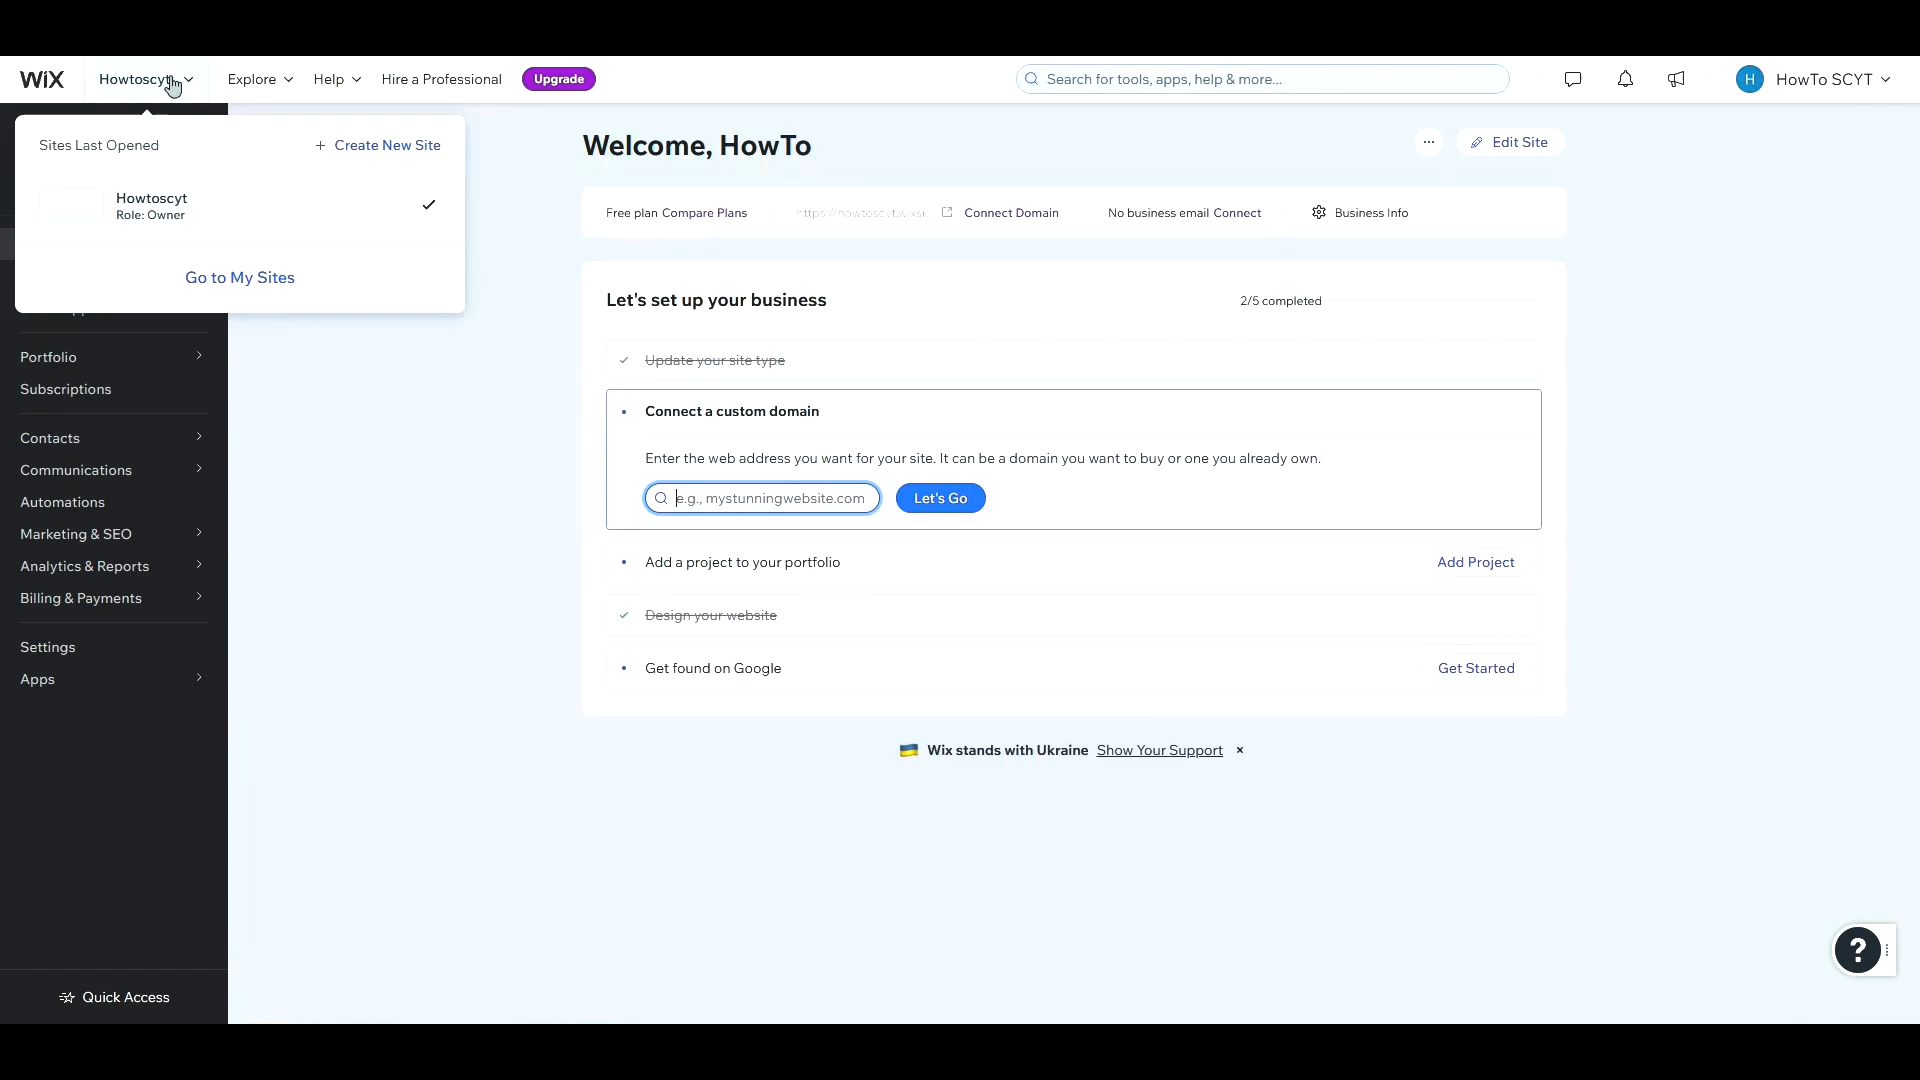 WiX
Howtoscyt
Explore
Help
Hire a Professional
Upgrade
Search for tools, apps, help & more...
H
HowTo SCYT
Sites Last Opened
+ Create New Site
Howtoscyt
Role: Owner
Go to My Sites
Portfolio
Subscriptions
Contacts
Communications
Automations
Marketing & SEO
Analytics & Reports
Billing & Payments
Settings
Apps
Quick Access
Welcome, HowTo
Edit Site
Free plan Compare Plans
https://howtoscyt.wixsi...
Connect Domain
No business email Connect
Business Info
Let's set up your business
2/5 completed
Update your site type
Connect a custom domain
Enter the web address you want for your site. It can be a domain you want to buy or one you already own.
e.g., mystunningwebsite.com
Let's Go
Add a project to your portfolio
Add Project
Design your website
Get found on Google
Get Started
Wix stands with Ukraine Show Your Support ×
?